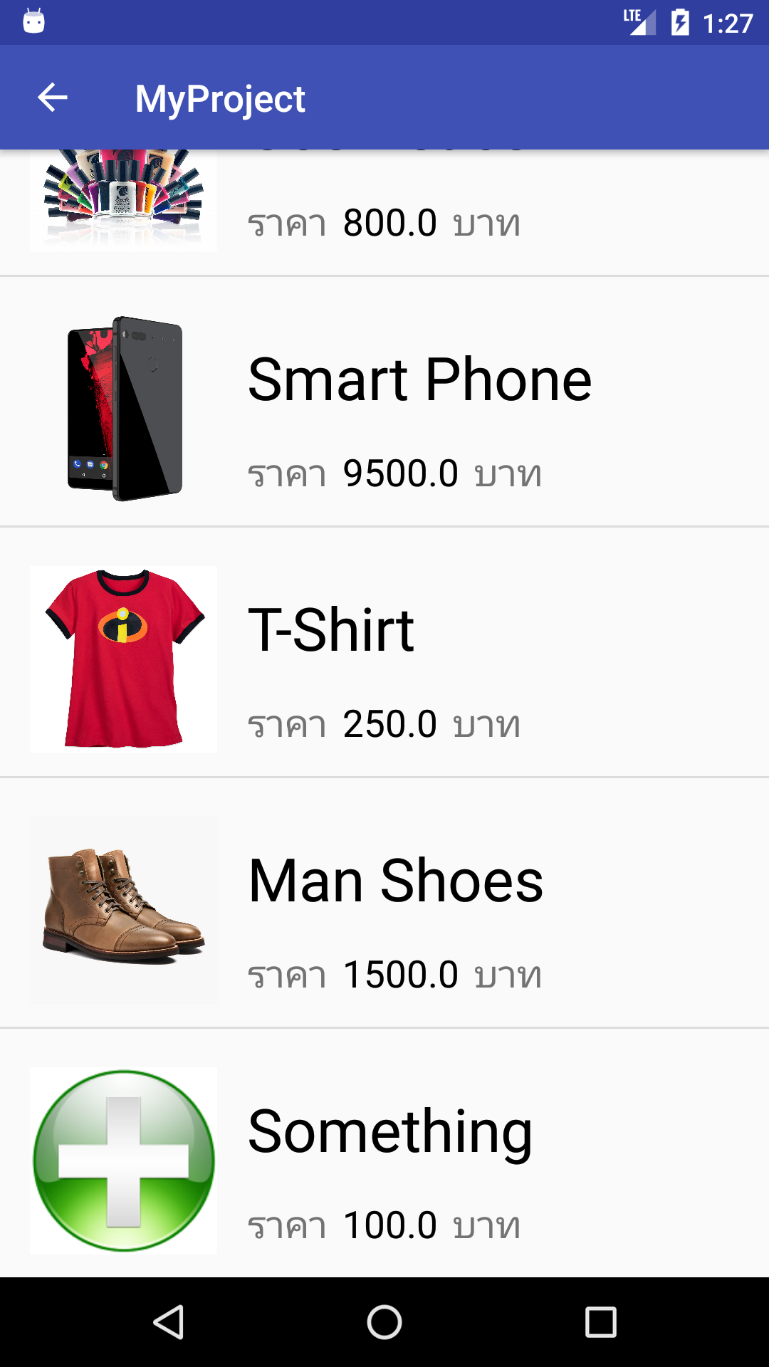 LTE 1:27
MyProject
ราคา 800.0 บาท
Smart Phone
ราคา 9500.0 บาท
T-Shirt
ราคา 250.0 บาท
Man Shoes
ราคา 1500.0 บาท
Something
ราคา 100.0 บาท